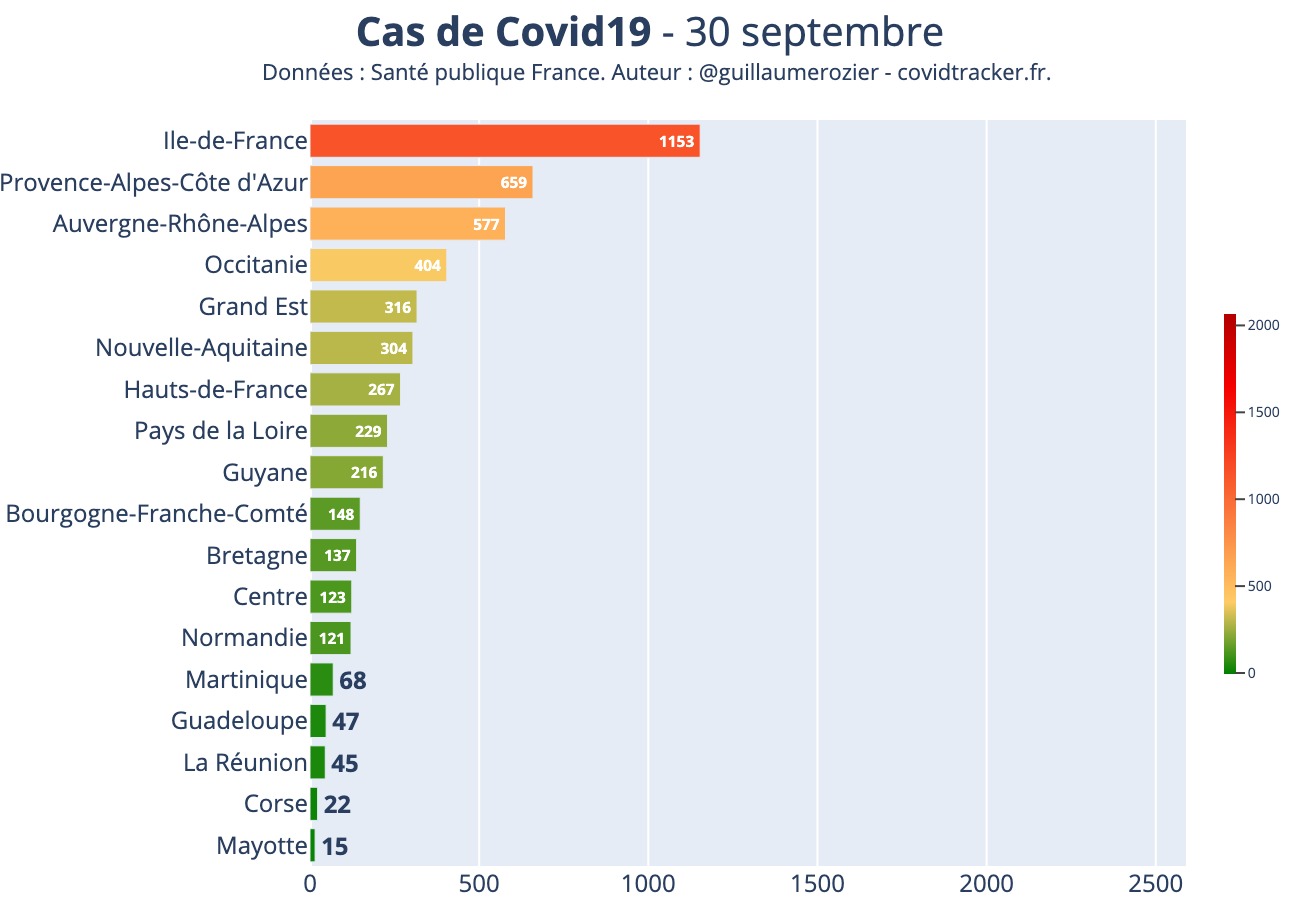 Cas de Covid19 - 30 septembre
Données : Santé publique France. Auteur : @guillaumerozier - covidtracker.fr.
Ile-de-France 1153
Provence-Alpes-Côte d'Azur 659
Auvergne-Rhône-Alpes 577
Occitanie 404
Grand Est 316
Nouvelle-Aquitaine 304
Hauts-de-France 267
Pays de la Loire 229
Guyane 216
Bourgogne-Franche-Comté 148
Bretagne 137
Centre 123
Normandie 121
Martinique 68
Guadeloupe 47
La Réunion 45
Corse 22
Mayotte 15
0 500 1000 1500 2000 2500
2000
1500
1000
500
0